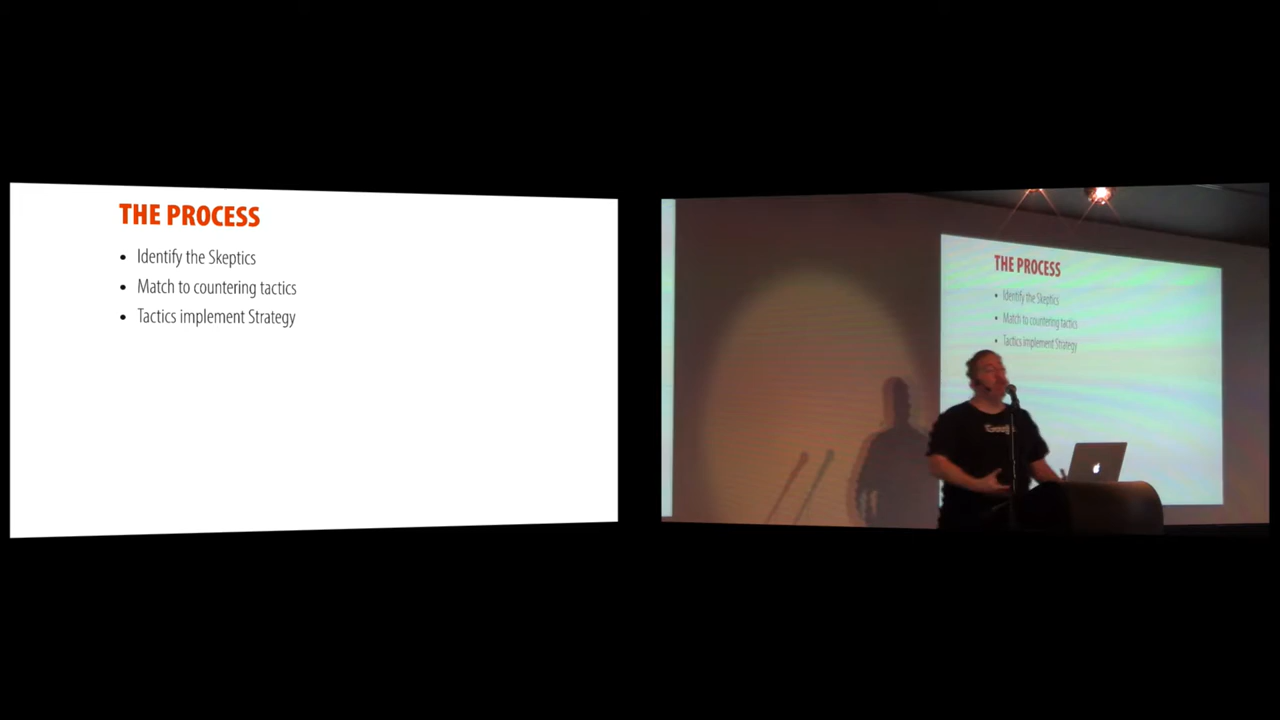 THE PROCESS
• Identify the Skeptics
• Match to countering tactics
• Tactics implement Strategy
THE PROCESS
• Identify the Skeptics
• Match to countering tactics
• Tactics implement Strategy